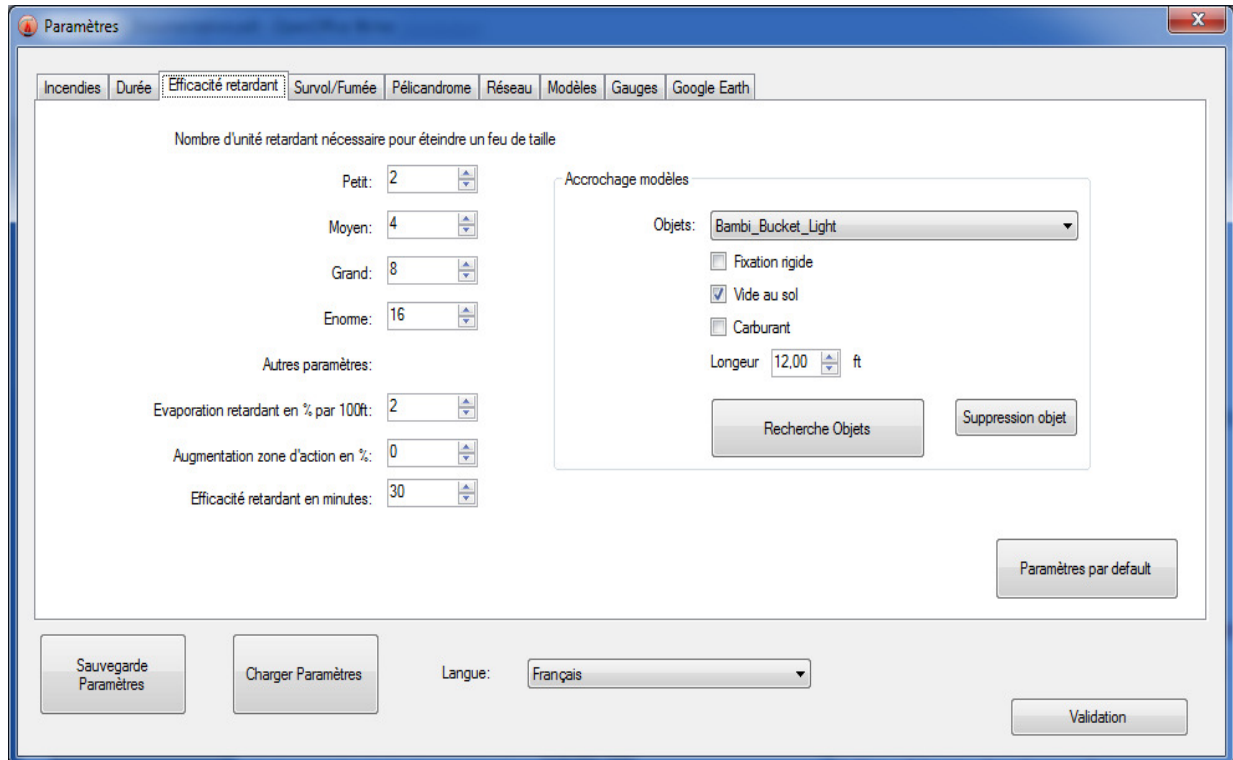 Paramètres
X
Incendies Durée Efficacité retardant Survol/Fumée Pélicandrome Réseau Modèles Gauges Google Earth
Nombre d'unité retardant nécessaire pour éteindre un feu de taille
Petit: 2
Moyen: 4
Grand: 8
Enorme: 16
Autres paramètres:
Evaporation retardant en % par 100ft: 2
Augmentation zone d'action en %: 0
Efficacité retardant en minutes: 30
Accrochage modèles
Objets: Bambi_Bucket_Light
Fixation rigide
Vide au sol
Carburant
Longeur 12,00 ft
Recherche Objets
Suppression objet
Paramètres par default
Sauvegarde
Paramètres
Charger Paramètres
Langue: Français
Validation